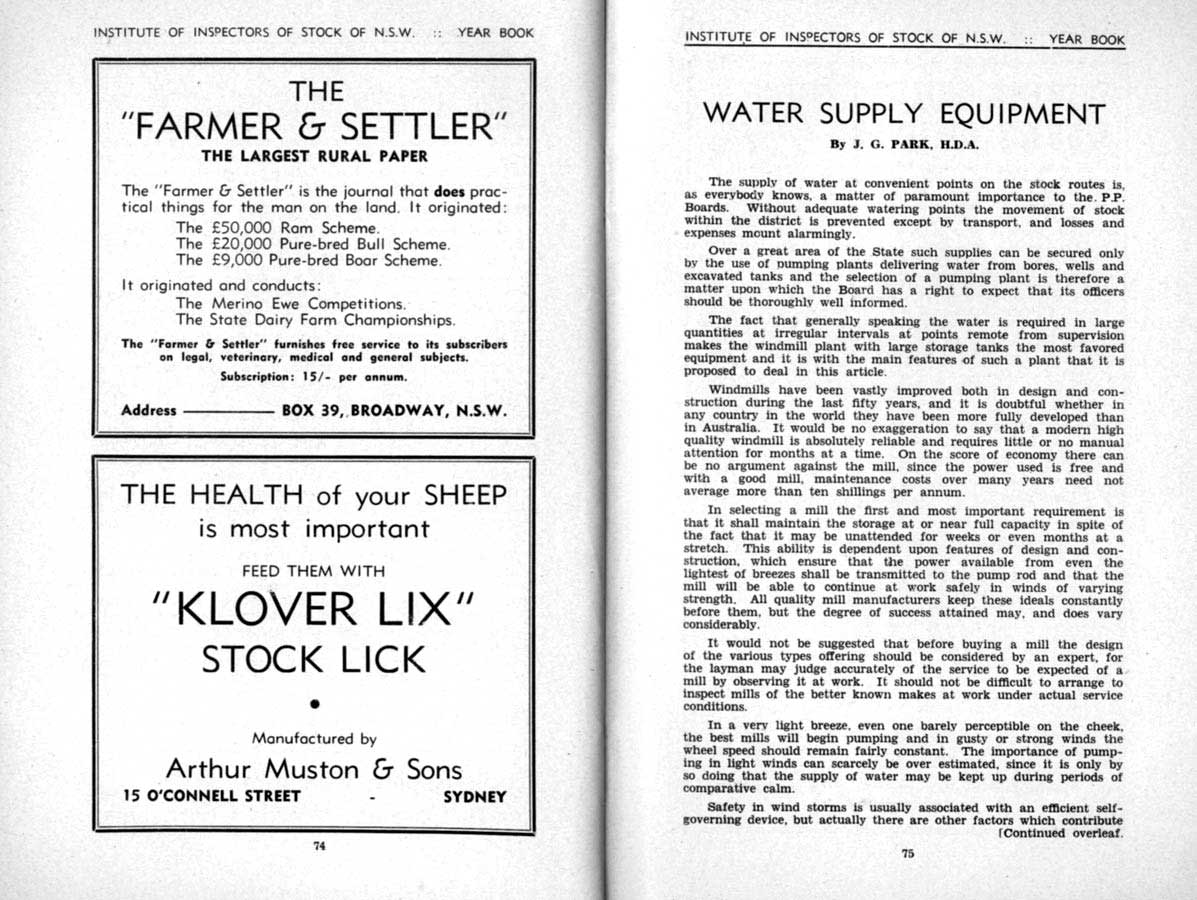 INSTITUTE OF INSPECTORS OF STOCK OF N.S.W. :: YEAR BOOK
THE
"FARMER & SETTLER"
THE LARGEST RURAL PAPER
The "Farmer & Settler" is the journal that does prac-
tical things for the man on the land. It originated:
The £50,000 Ram Scheme.
The £20,000 Pure-bred Bull Scheme.
The £9,000 Pure-bred Boar Scheme.
It originated and conducts:
The Merino Ewe Competitions.
The State Dairy Farm Championships.
The "Farmer & Settler" furnishes free service to its subscribers
on legal, veterinary, medical and general subjects.
Subscription: 15/- per annum.
Address ———— BOX 39, BROADWAY, N.S.W.
THE HEALTH of your SHEEP
is most important
FEED THEM WITH
"KLOVER LIX"
STOCK LICK
•
Manufactured by
Arthur Muston & Sons
15 O'CONNELL STREET - SYDNEY
74
INSTITUTE OF INSPECTORS OF STOCK OF N.S.W. :: YEAR BOOK
WATER SUPPLY EQUIPMENT
By J. G. PARK, H.D.A.
The supply of water at convenient points on the stock routes is,
as everybody knows, a matter of paramount importance to the P.P.
Boards. Without adequate watering points the movement of stock
within the district is prevented except by transport, and losses and
expenses mount alarmingly.
Over a great area of the State such supplies can be secured only
by the use of pumping plants delivering water from bores, wells and
excavated tanks and the selection of a pumping plant is therefore a
matter upon which the Board has a right to expect that its officers
should be thoroughly well informed.
The fact that generally speaking the water is required in large
quantities at irregular intervals at points remote from supervision
makes the windmill plant with large storage tanks the most favored
equipment and it is with the main features of such a plant that it is
proposed to deal in this article.
Windmills have been vastly improved both in design and con-
struction during the last fifty years, and it is doubtful whether in
any country in the world they have been more fully developed than
in Australia. It would be no exaggeration to say that a modern high
quality windmill is absolutely reliable and requires little or no manual
attention for months at a time. On the score of economy there can
be no argument against the mill, since the power used is free and
with a good mill, maintenance costs over many years need not
average more than ten shillings per annum.
In selecting a mill the first and most important requirement is
that it shall maintain the storage at or near full capacity in spite of
the fact that it may be unattended for weeks or even months at a
stretch. This ability is dependent upon features of design and con-
struction, which ensure that the power available from even the
lightest of breezes shall be transmitted to the pump rod and that the
mill will be able to continue at work safely in winds of varying
strength. All quality mill manufacturers keep these ideals constantly
before them, but the degree of success attained may, and does vary
considerably.
It would not be suggested that before buying a mill the design
of the various types offering should be considered by an expert, for
the layman may judge accurately of the service to be expected of a
mill by observing it at work. It should not be difficult to arrange to
inspect mills of the better known makes at work under actual service
conditions.
In a very light breeze, even one barely perceptible on the cheek,
the best mills will begin pumping and in gusty or strong winds the
wheel speed should remain fairly constant. The importance of pump-
ing in light winds can scarcely be over estimated, since it is only by
so doing that the supply of water may be kept up during periods of
comparative calm.
Safety in wind storms is usually associated with an efficient self-
governing device, but actually there are other factors which contribute
[Continued overleaf.
75